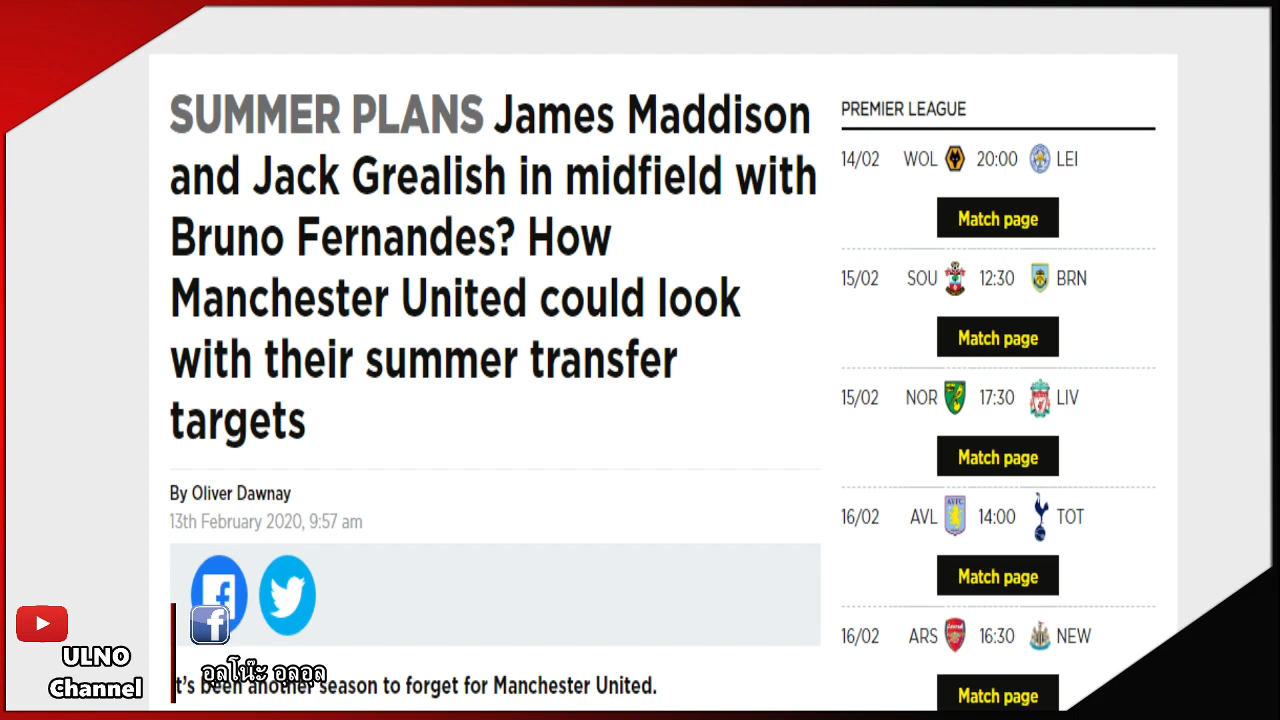 SUMMER PLANS James Maddison
and Jack Grealish in midfield with
Bruno Fernandes? How
Manchester United could look
with their summer transfer
targets
By Oliver Dawnay
13th February 2020, 9:57 am
t's been another season to forget for Manchester United.
PREMIER LEAGUE
14/02 WOL 20:00 LEI
Match page
15/02 SOU 12:30 BRN
Match page
15/02 NOR 17:30 LIV
Match page
16/02 AVL 14:00 TOT
Match page
16/02 ARS 16:30 NEW
Match page
ULNO
Channel
อุลโน๊ะ อุลอุล